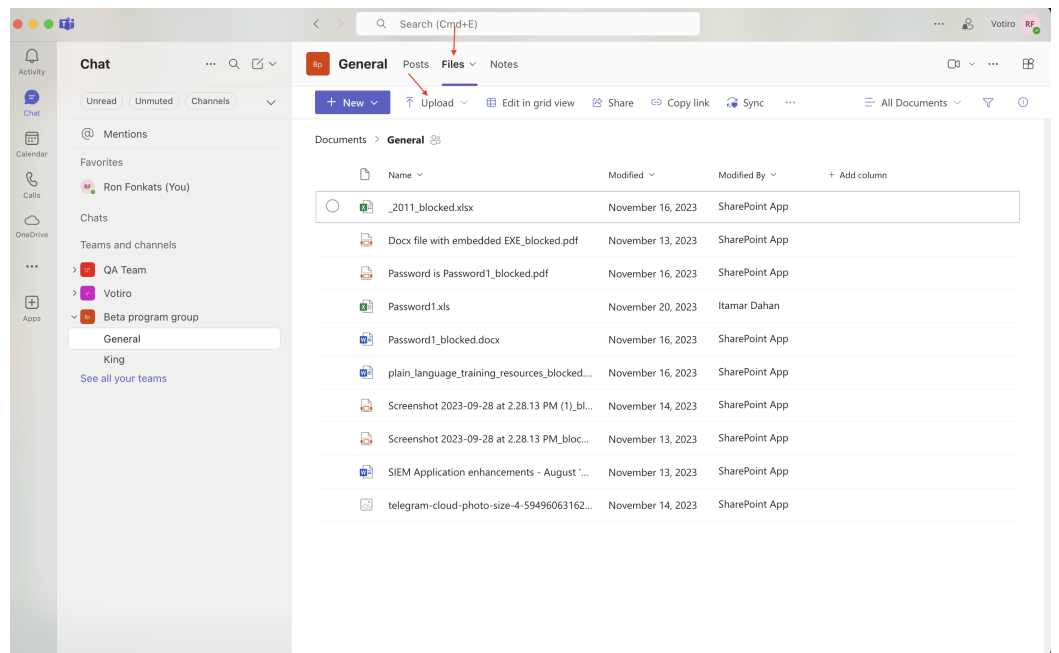 Search (Cmd+E)
Votiro RF
Activity
Chat
Calendar
Calls
OneDrive
Apps
Chat
Unread Muted Channels
Mentions
Favorites
RF Ron Fonkats (You)
Chats
Teams and channels
QT QA Team
V Votiro
Bp Beta program group
General
King
See all your teams
Bp General Posts Files Notes
+ New Upload Edit in grid view Share Copy link Sync ... All Documents
Documents > General
Name Modified Modified By + Add column
_2011_blocked.xlsx November 16, 2023 SharePoint App
Docx file with embedded EXE_blocked.pdf November 13, 2023 SharePoint App
Password is Password1_blocked.pdf November 16, 2023 SharePoint App
Password1.xls November 20, 2023 Itamar Dahan
Password1_blocked.docx November 16, 2023 SharePoint App
plain_language_training_resources_blocked.... November 16, 2023 SharePoint App
Screenshot 2023-09-28 at 2.28.13 PM (1)_bl... November 14, 2023 SharePoint App
Screenshot 2023-09-28 at 2.28.13 PM_bloc... November 13, 2023 SharePoint App
SIEM Application enhancements - August '... November 13, 2023 SharePoint App
telegram-cloud-photo-size-4-59496063162... November 14, 2023 SharePoint App